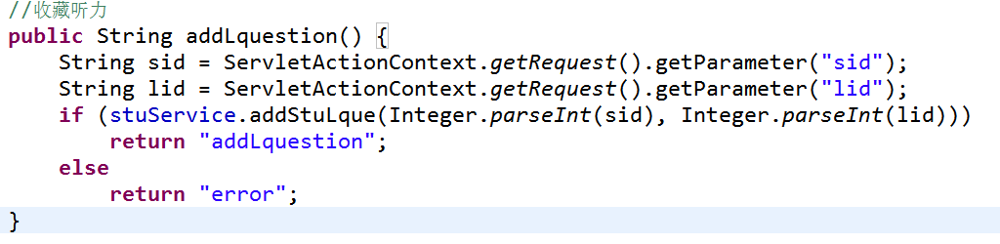 //收藏听力
public String addLquestion() {
    String sid = ServletActionContext.getRequest().getParameter("sid");
    String lid = ServletActionContext.getRequest().getParameter("lid");
    if (stuService.addStuLque(Integer.parseInt(sid), Integer.parseInt(lid)))
        return "addLquestion";
    else
        return "error";
}